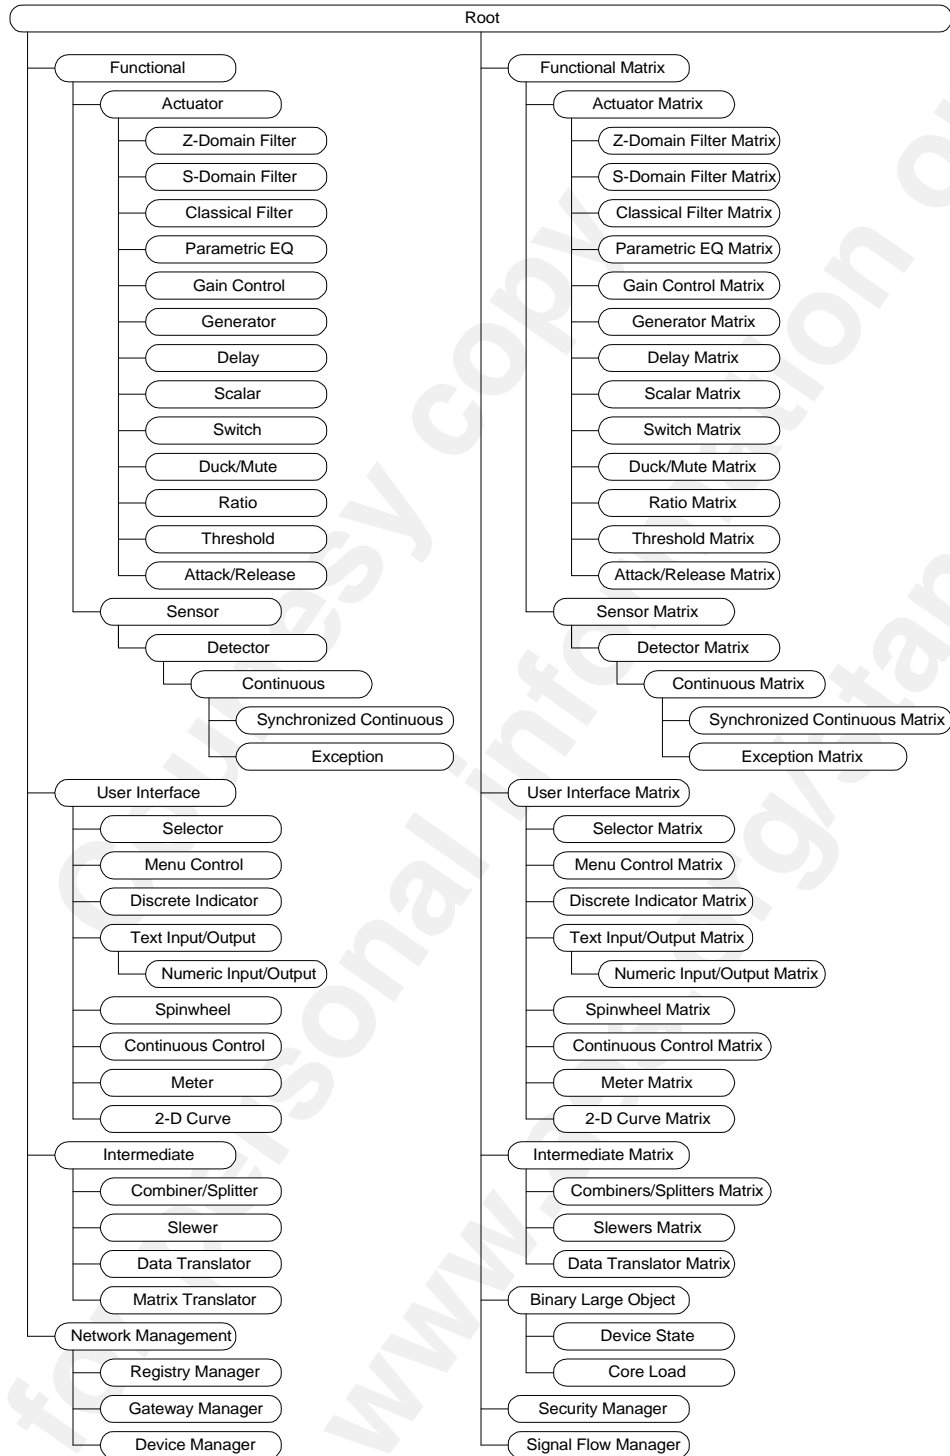 Root
Functional
Actuator
Z-Domain Filter
S-Domain Filter
Classical Filter
Parametric EQ
Gain Control
Generator
Delay
Scalar
Switch
Duck/Mute
Ratio
Threshold
Attack/Release
Sensor
Detector
Continuous
Synchronized Continuous
Exception
User Interface
Selector
Menu Control
Discrete Indicator
Text Input/Output
Numeric Input/Output
Spinwheel
Continuous Control
Meter
2-D Curve
Intermediate
Combiner/Splitter
Slewer
Data Translator
Matrix Translator
Network Management
Registry Manager
Gateway Manager
Device Manager
Functional Matrix
Actuator Matrix
Z-Domain Filter Matrix
S-Domain Filter Matrix
Classical Filter Matrix
Parametric EQ Matrix
Gain Control Matrix
Generator Matrix
Delay Matrix
Scalar Matrix
Switch Matrix
Duck/Mute Matrix
Ratio Matrix
Threshold Matrix
Attack/Release Matrix
Sensor Matrix
Detector Matrix
Continuous Matrix
Synchronized Continuous Matrix
Exception Matrix
User Interface Matrix
Selector Matrix
Menu Control Matrix
Discrete Indicator Matrix
Text Input/Output Matrix
Numeric Input/Output Matrix
Spinwheel Matrix
Continuous Control Matrix
Meter Matrix
2-D Curve Matrix
Intermediate Matrix
Combiners/Splitters Matrix
Slewers Matrix
Data Translator Matrix
Binary Large Object
Device State
Core Load
Security Manager
Signal Flow Manager
Courtesy copy
for personal information